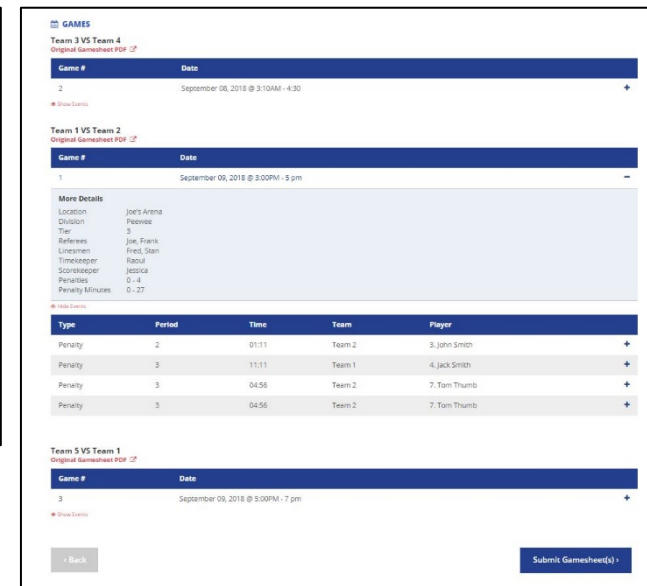 GAMES
Team 3 VS Team 4
Original Gamesheet PDF
Game # Date
2 September 08, 2018 @ 3:10AM - 4:30 +
Show Events
Team 1 VS Team 2
Original Gamesheet PDF
Game # Date
1 September 09, 2018 @ 3:00PM - 5 pm -
More Details
Location Joe's Arena
Division Peewee
Tier 3
Referees Joe, Frank
Linesmen Fred, Stan
Timekeeper Raoul
Scorekeeper Jessica
Penalties 0 - 4
Penalty Minutes 0 - 27
Hide Events
Type Period Time Team Player
Penalty 2 01:11 Team 2 3. John Smith +
Penalty 3 11:11 Team 1 4. Jack Smith +
Penalty 3 04:56 Team 2 7. Tom Thumb +
Penalty 3 04:56 Team 2 7. Tom Thumb +
Team 5 VS Team 1
Original Gamesheet PDF
Game # Date
3 September 09, 2018 @ 5:00PM - 7 pm +
Show Events
‹ Back Submit Gamesheet(s) ›